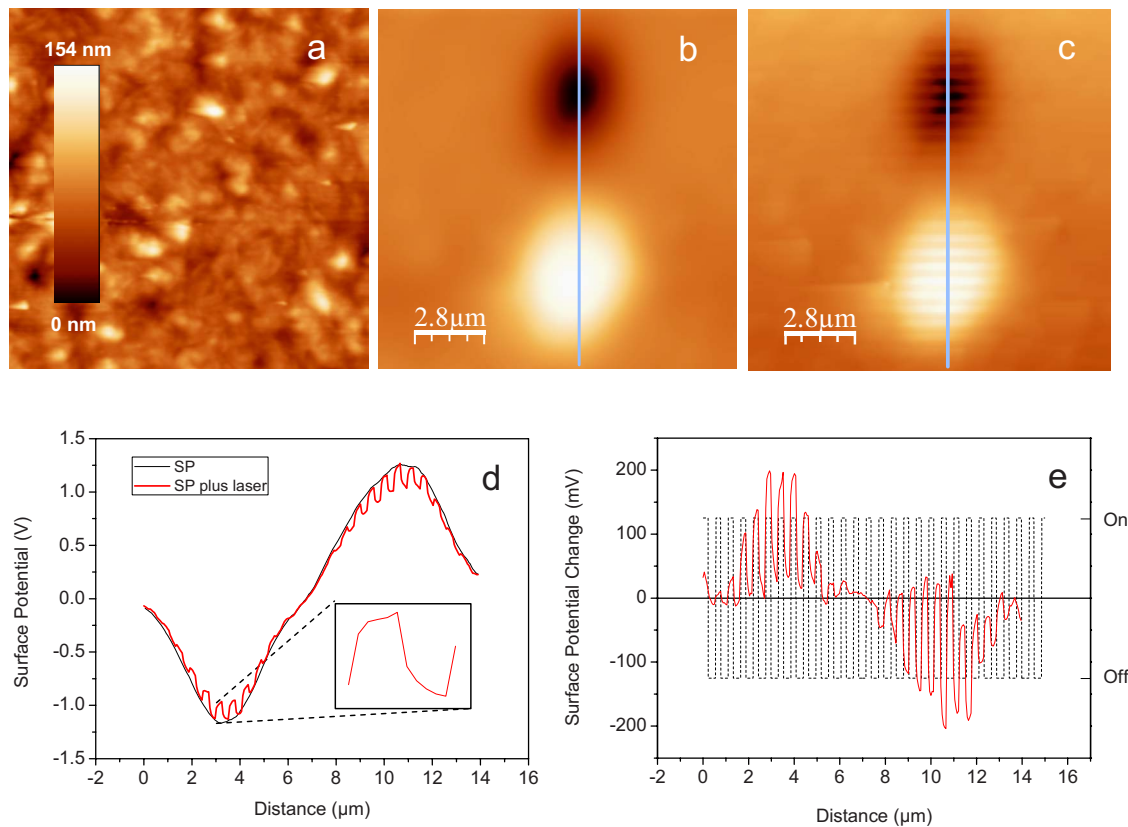 a
154 nm
0 nm
b
2.8μm
c
2.8μm
d
SP
SP plus laser
1.5
1.0
0.5
0.0
-0.5
-1.0
-1.5
-2 0 2 4 6 8 10 12 14 16
Surface Potential (V)
Distance (μm)
e
200
100
0
-100
-200
On
Off
0 2 4 6 8 10 12 14 16
Surface Potential Change (mV)
Distance (μm)